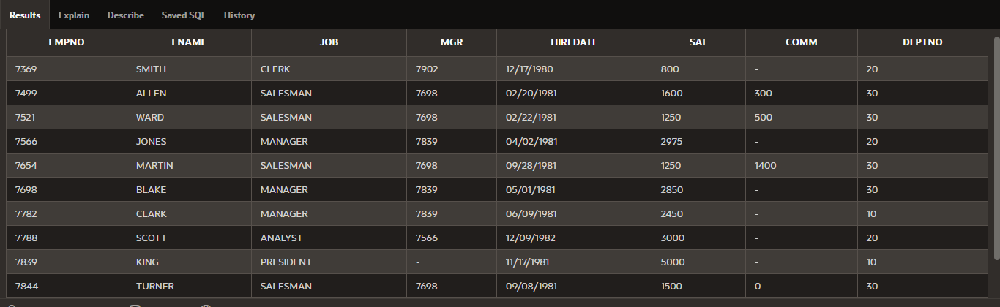 Results Explain Describe Saved SQL History
EMPNO ENAME JOB MGR HIREDATE SAL COMM DEPTNO
7369 SMITH CLERK 7902 12/17/1980 800 - 20
7499 ALLEN SALESMAN 7698 02/20/1981 1600 300 30
7521 WARD SALESMAN 7698 02/22/1981 1250 500 30
7566 JONES MANAGER 7839 04/02/1981 2975 - 20
7654 MARTIN SALESMAN 7698 09/28/1981 1250 1400 30
7698 BLAKE MANAGER 7839 05/01/1981 2850 - 30
7782 CLARK MANAGER 7839 06/09/1981 2450 - 10
7788 SCOTT ANALYST 7566 12/09/1982 3000 - 20
7839 KING PRESIDENT - 11/17/1981 5000 - 10
7844 TURNER SALESMAN 7698 09/08/1981 1500 0 30